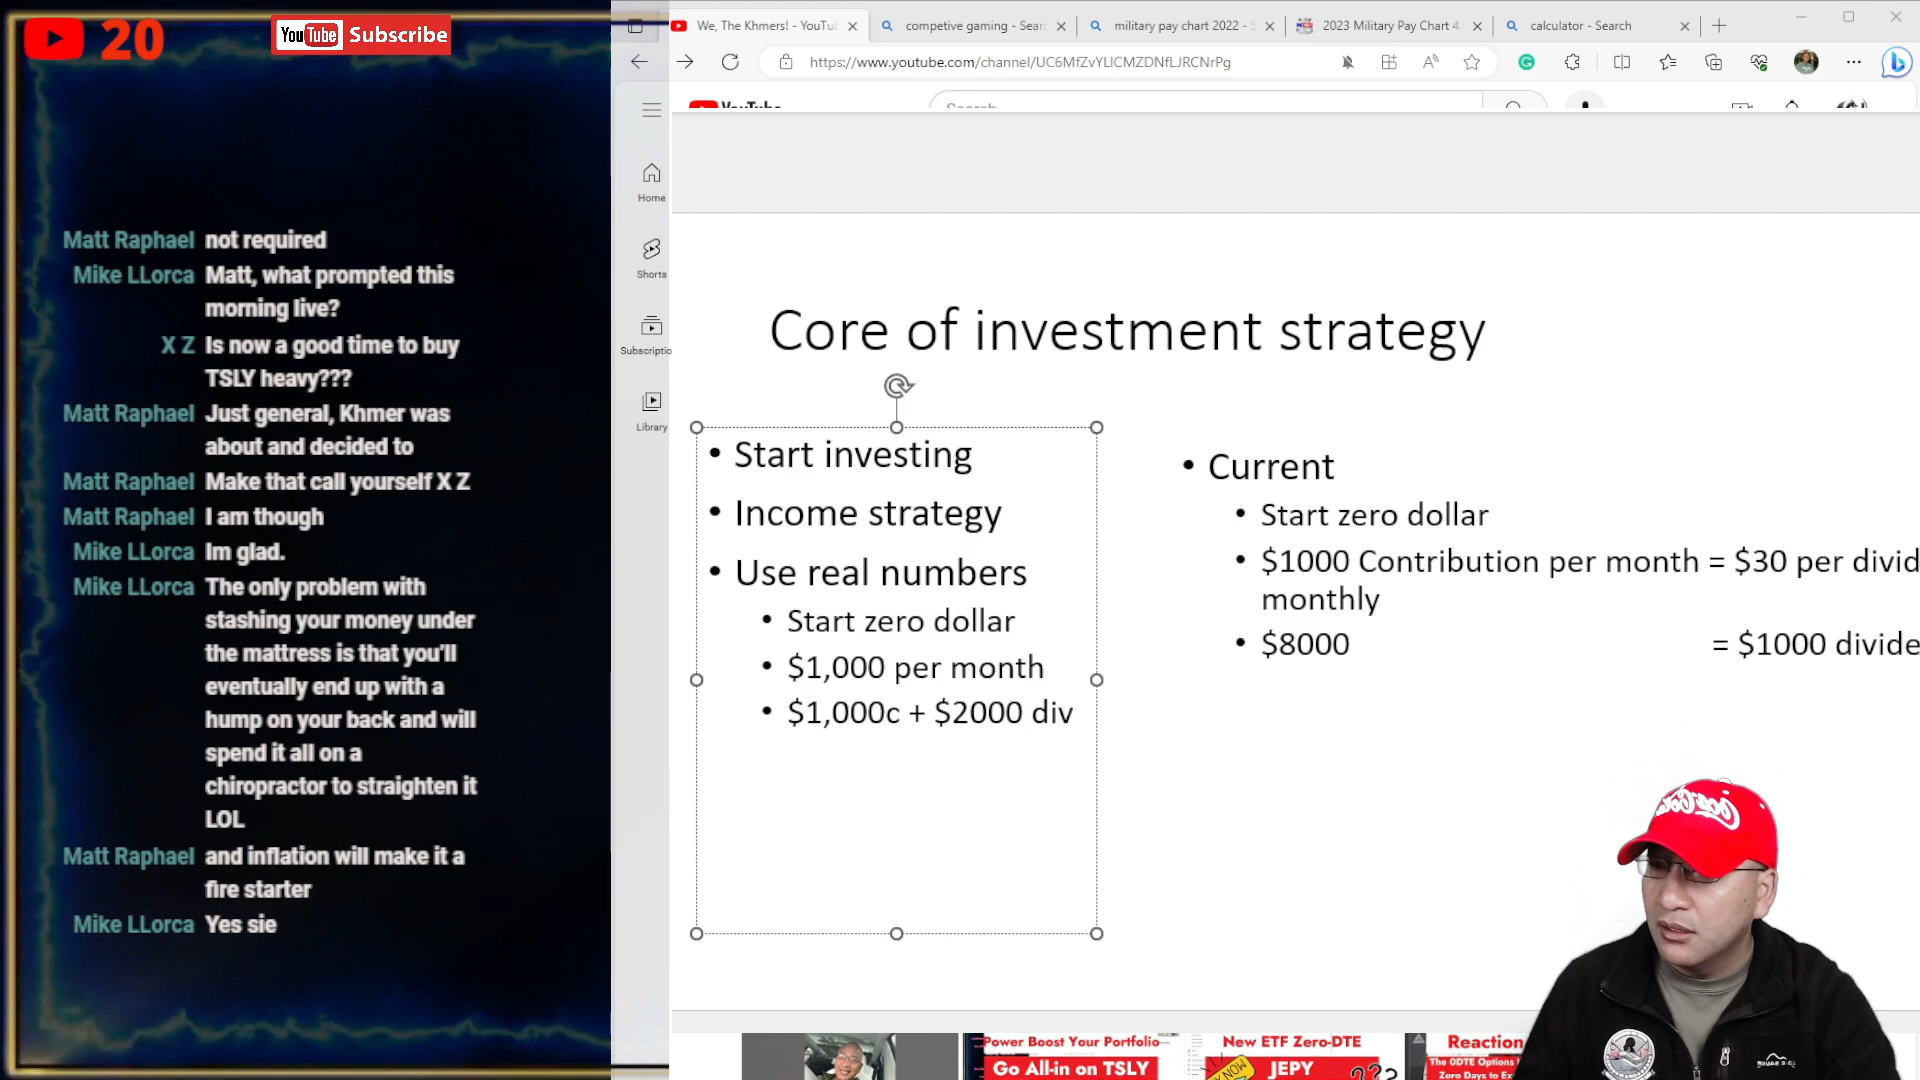 20
YouTube Subscribe
Matt Raphael not required
Mike LLorca Matt, what prompted this
morning live?
X Z Is now a good time to buy
TSLY heavy???
Matt Raphael Just general, Khmer was
about and decided to
Matt Raphael Make that call yourself X Z
Matt Raphael I am though
Mike LLorca Im glad.
Mike LLorca The only problem with
stashing your money under
the mattress is that you'll
eventually end up with a
hump on your back and will
spend it all on a
chiropractor to straighten it
LOL
Matt Raphael and inflation will make it a
fire starter
Mike LLorca Yes sie
We, The Khmers! - YouTu
competive gaming - Sear
military pay chart 2022 - S
2023 Military Pay Chart 4.
calculator - Search
https://www.youtube.com/channel/UC6MfZvYLlCMZDNfLJRCNrPg
YouTube
Search
Home
Shorts
Subscriptio
Library
Core of investment strategy
• Start investing
• Income strategy
• Use real numbers
• Start zero dollar
• $1,000 per month
• $1,000c + $2000 div
• Current
• Start zero dollar
• $1000 Contribution per month = $30 per divid
monthly
• $8000 = $1000 divide
Coca-Cola
Power Boost Your Portfolio
Go All-in on TSLY
New ETF Zero-DTE
MON
JEPY
???
Reaction
The 0DTE Options
Zero Days to Ex